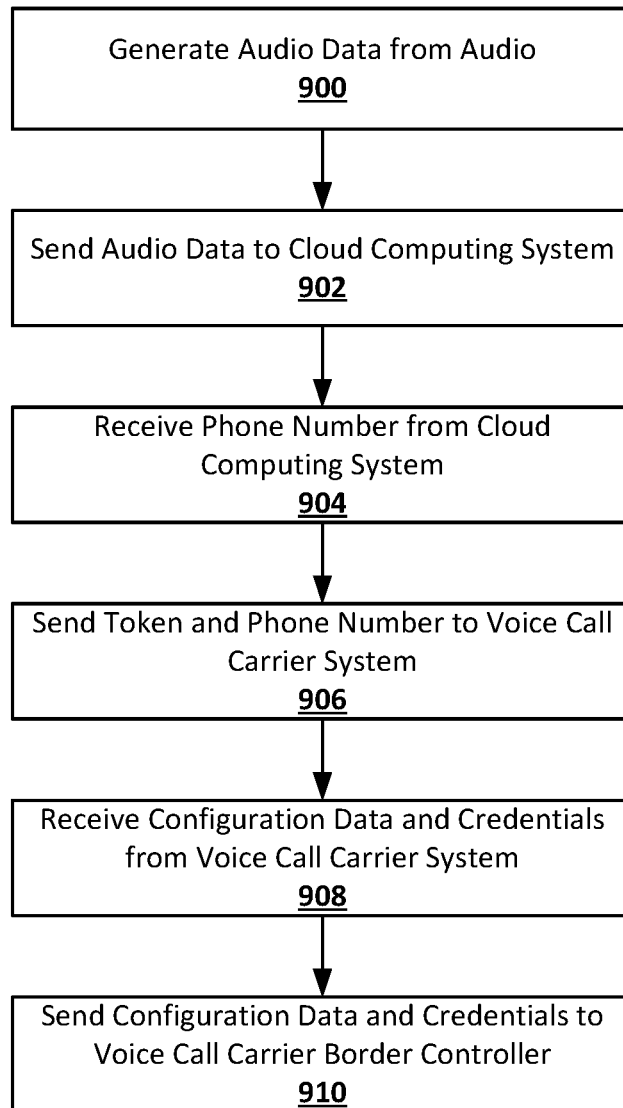 Generate Audio Data from Audio
900
Send Audio Data to Cloud Computing System
902
Receive Phone Number from Cloud
Computing System
904
Send Token and Phone Number to Voice Call
Carrier System
906
Receive Configuration Data and Credentials
from Voice Call Carrier System
908
Send Configuration Data and Credentials to
Voice Call Carrier Border Controller
910